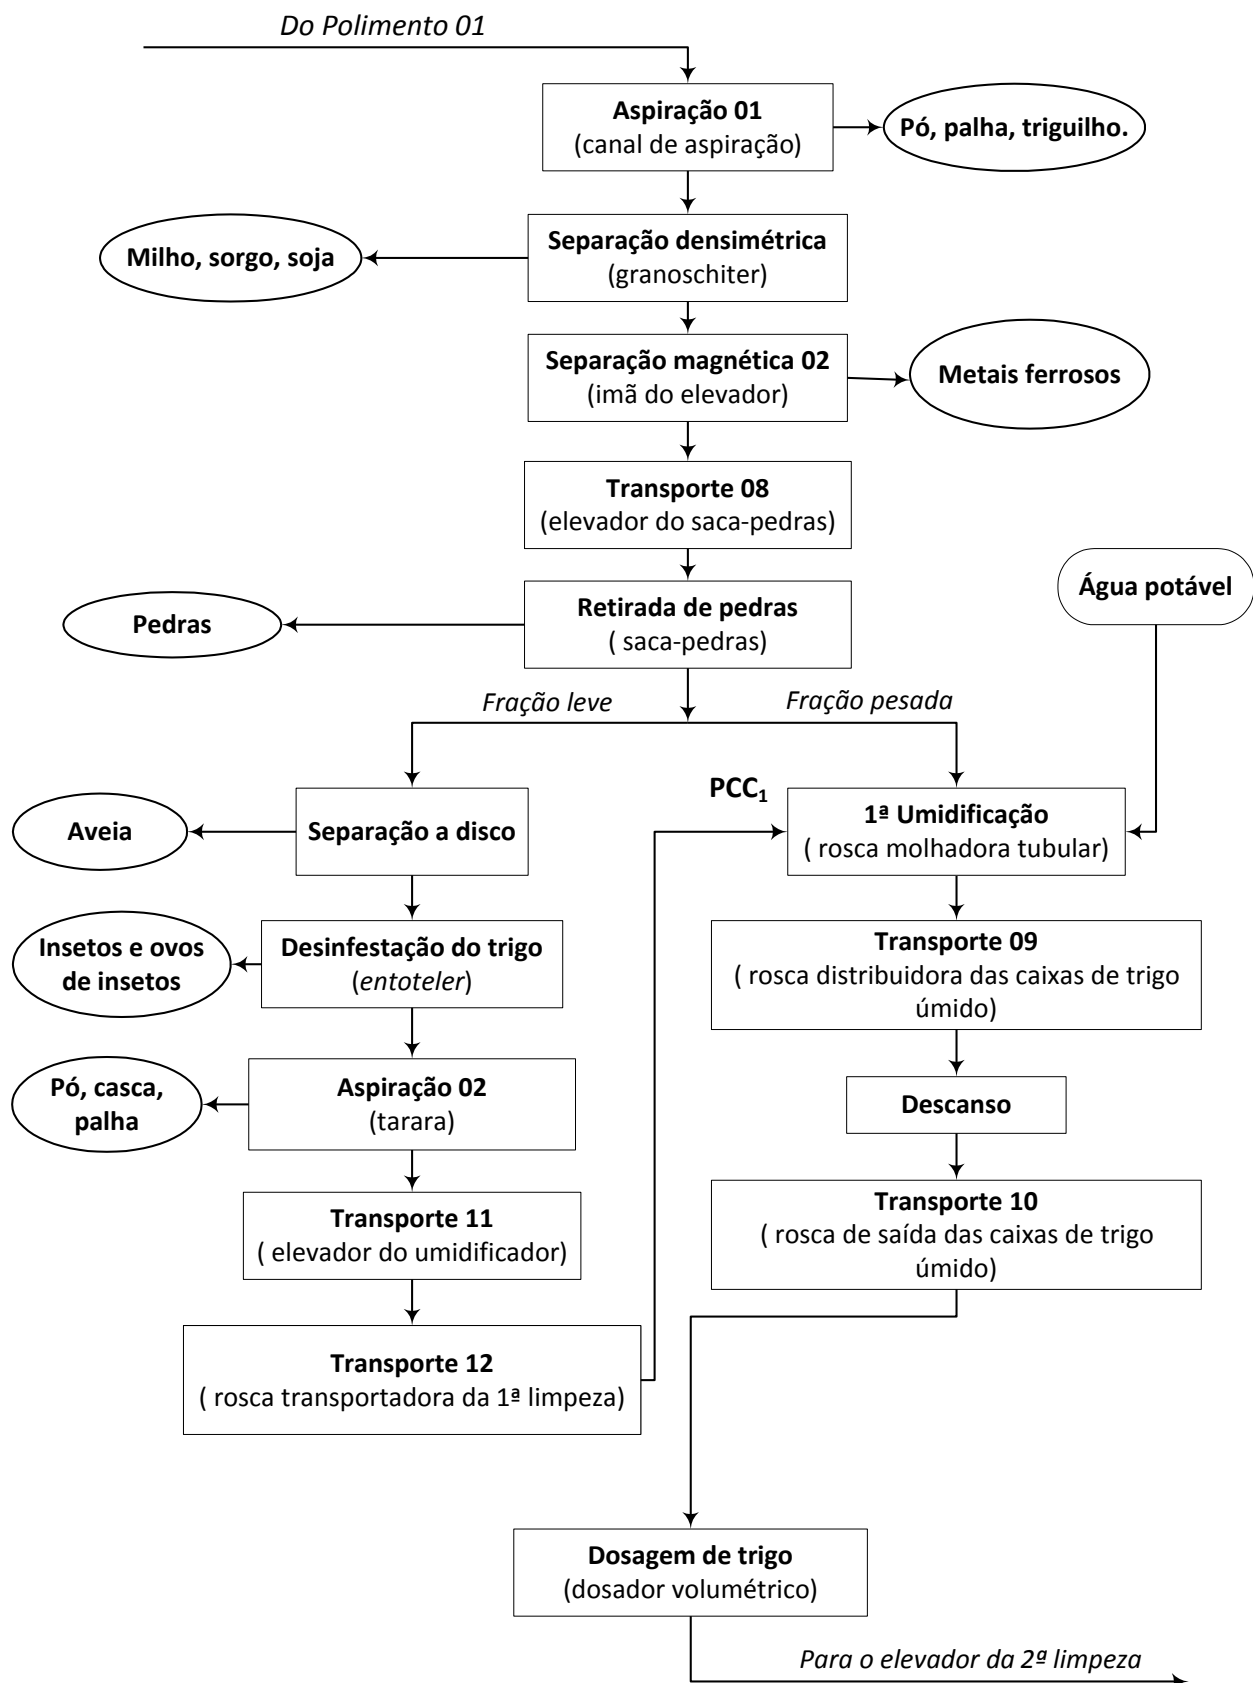 Do Polimento 01
Aspiração 01
(canal de aspiração)
Pó, palha, triguilho.
Separação densimétrica
(granoschiter)
Milho, sorgo, soja
Separação magnética 02
(imã do elevador)
Metais ferrosos
Transporte 08
(elevador do saca-pedras)
Retirada de pedras
( saca-pedras)
Pedras
Água potável
Fração leve
Fração pesada
PCC1
Aveia
Separação a disco
1ª Umidificação
( rosca molhadora tubular)
Insetos e ovos
de insetos
Desinfestação do trigo
(entoteler)
Transporte 09
( rosca distribuidora das caixas de trigo
úmido)
Pó, casca,
palha
Aspiração 02
(tarara)
Descanso
Transporte 11
( elevador do umidificador)
Transporte 10
( rosca de saída das caixas de trigo
úmido)
Transporte 12
( rosca transportadora da 1ª limpeza)
Dosagem de trigo
(dosador volumétrico)
Para o elevador da 2ª limpeza